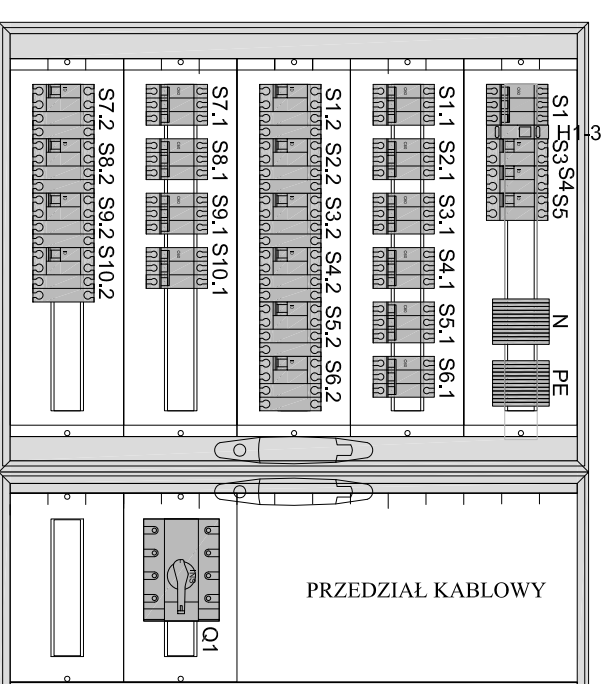 S7.2
S8.2
S9.2
S10.2
S7.1
S8.1
S9.1
S10.1
S1.2
S2.2
S3.2
S4.2
S5.2
S6.2
S1.1
S2.1
S3.1
S4.1
S5.1
S6.1
S1
H1-3
S3
S4
S5
N
PE
INS
Q1
PRZEDZIAŁ KABLOWY